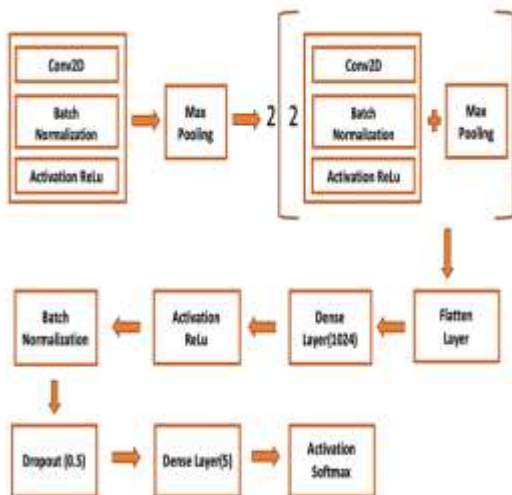 Conv2D
Batch
Normalization
Activation ReLu
Max
Pooling
2
2
Conv2D
Batch
Normalization
Activation ReLu
Max
Pooling
Flatten
Layer
Dense
Layer(1024)
Activation
ReLu
Batch
Normalization
Dropout (0.5)
Dense Layer(5)
Activation
Softmax